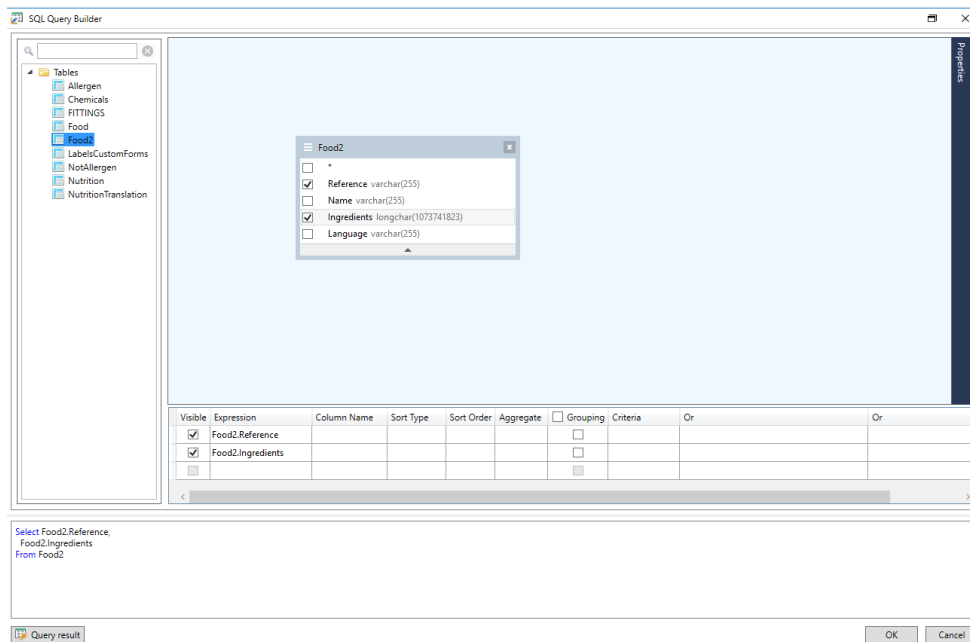 SQL Query Builder
Tables
Allergen
Chemicals
FITTINGS
Food
Food2
LabelsCustomForms
NotAllergen
Nutrition
NutritionTranslation
Properties
Food2
*
Reference varchar(255)
Name varchar(255)
Ingredients longchar(1073741823)
Language varchar(255)
Visible Expression Column Name Sort Type Sort Order Aggregate Grouping Criteria Or Or
Food2.Reference
Food2.Ingredients
Select Food2.Reference,
Food2.Ingredients
From Food2
Query result OK Cancel